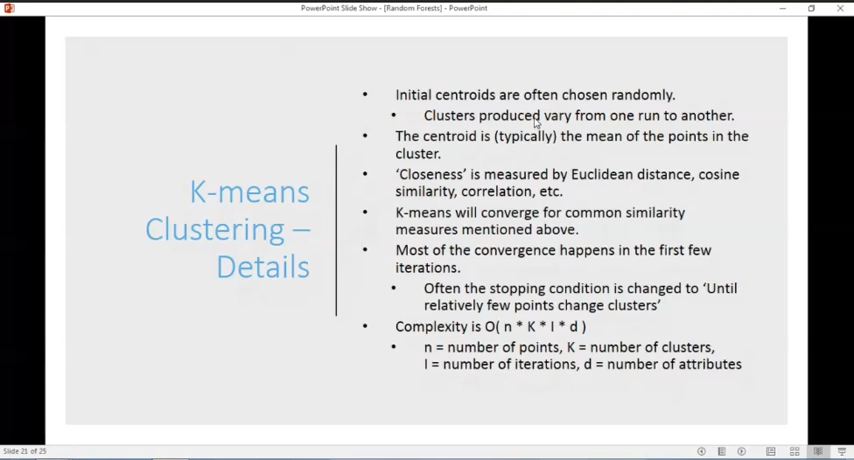 PowerPoint Slide Show - [Random Forests] - PowerPoint
K-means
Clustering –
Details
• Initial centroids are often chosen randomly.
• Clusters produced vary from one run to another.
• The centroid is (typically) the mean of the points in the
cluster.
• ‘Closeness’ is measured by Euclidean distance, cosine
similarity, correlation, etc.
• K-means will converge for common similarity
measures mentioned above.
• Most of the convergence happens in the first few
iterations.
• Often the stopping condition is changed to ‘Until
relatively few points change clusters’
• Complexity is O( n * K * I * d )
• n = number of points, K = number of clusters,
I = number of iterations, d = number of attributes
Slide 21 of 25